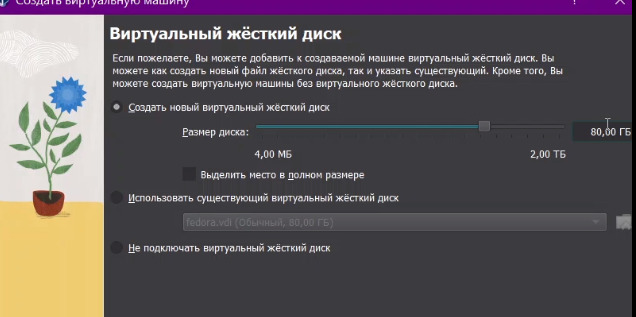 Создать виртуальную машину
Виртуальный жёсткий диск
Если пожелаете, Вы можете добавить к создаваемой машине виртуальный жёсткий диск. Вы
можете как создать новый файл жёсткого диска, так и указать существующий. Кроме того, Вы
можете создать виртуальную машины без виртуального жёсткого диска.
Создать новый виртуальный жёсткий диск
Размер диска:
80,00 ГБ
4,00 МБ
2,00 ТБ
Выделить место в полном размере
Использовать существующий виртуальный жёсткий диск
fedora.vdi (Обычный, 80,00 ГБ)
Не подключать виртуальный жёсткий диск